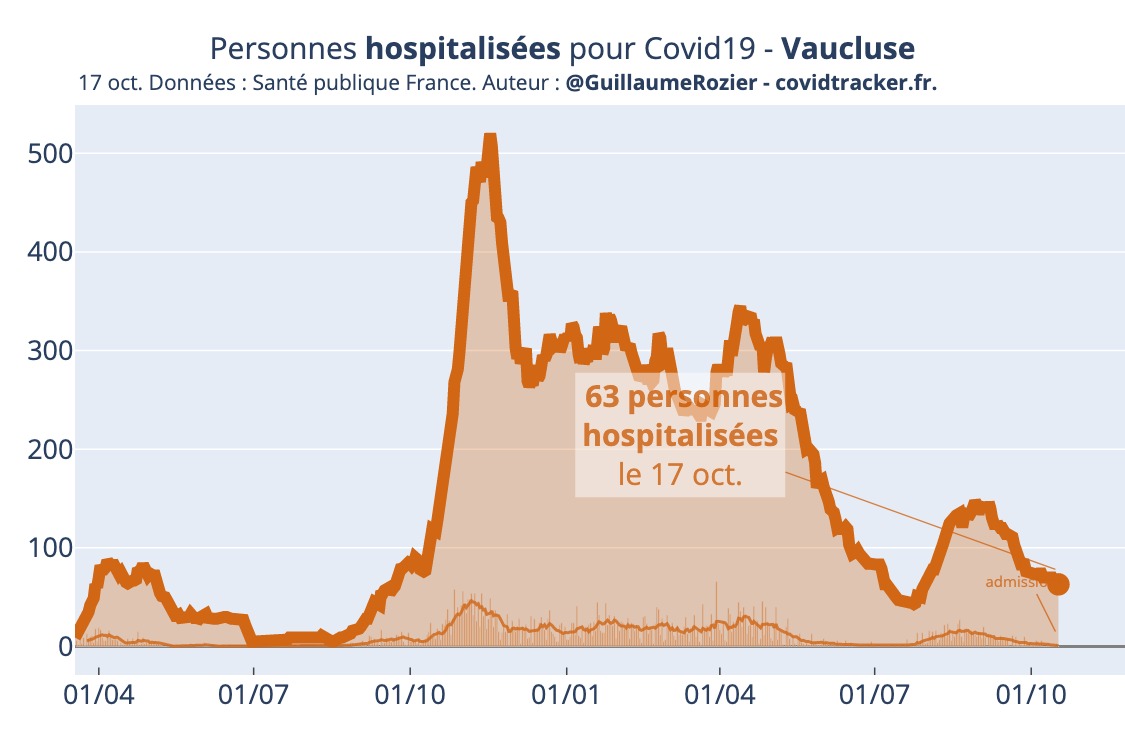 Personnes hospitalisées pour Covid19 - Vaucluse
17 oct. Données : Santé publique France. Auteur : @GuillaumeRozier - covidtracker.fr.
500
400
300
200
100
0
63 personnes
hospitalisées
le 17 oct.
01/04
01/07
01/10
01/01
01/04
01/07
01/10